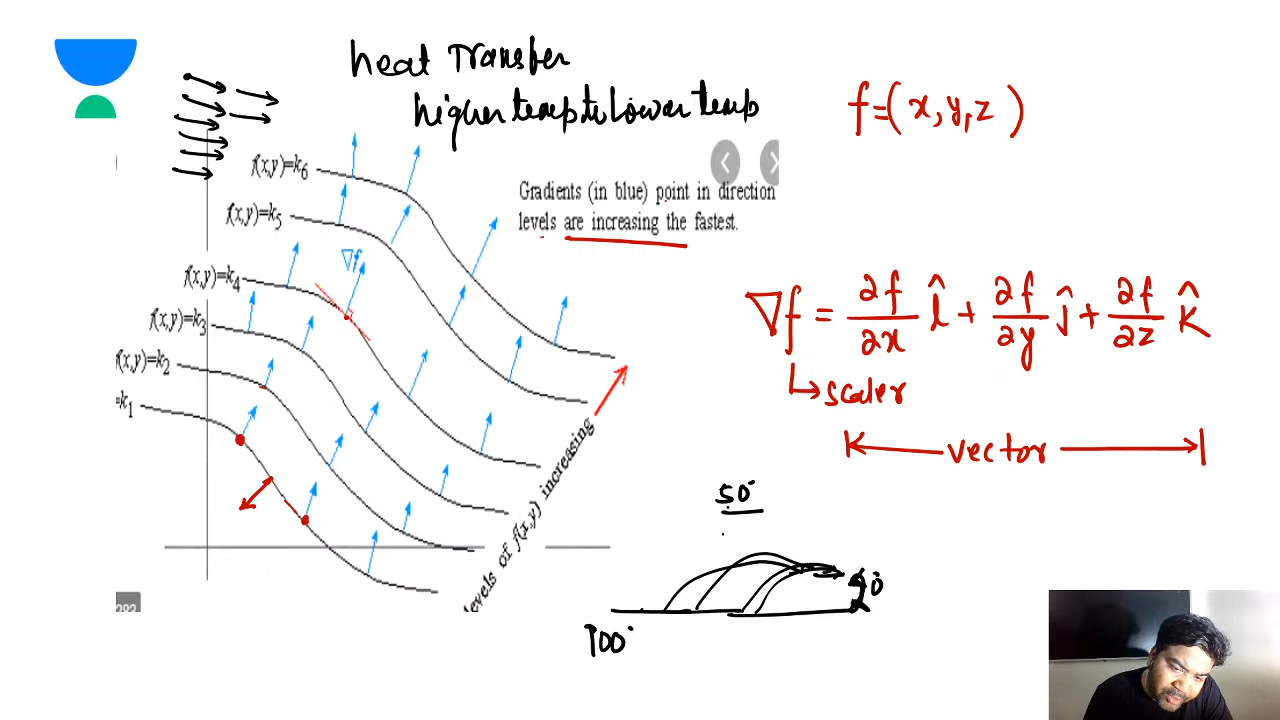 heat Transfer
higher temp to Lower temp
f=(x,y,z)
f(x,y)=k6
Gradients (in blue) point in direction
levels are increasing the fastest.
f(x,y)=k5
∇f
f(x,y)=k4
f(x,y)=k3
f(x,y)=k2
=k1
levels of f(x,y) increasing
∇f = ∂f/∂x î + ∂f/∂y ĵ + ∂f/∂z k̂
↳ scaler
vector
50°
100°